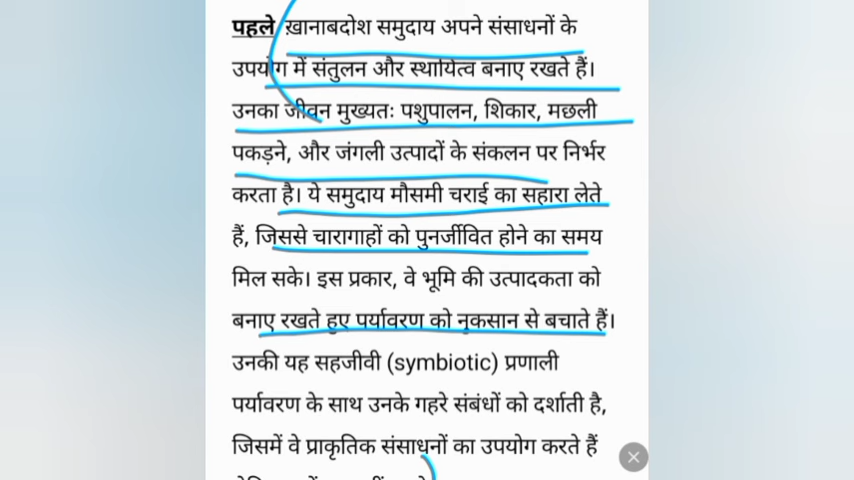 पहले ख़ानाबदोश समुदाय अपने संसाधनों के
उपयोग में संतुलन और स्थायित्व बनाए रखते हैं।
उनका जीवन मुख्यतः पशुपालन, शिकार, मछली
पकड़ने, और जंगली उत्पादों के संकलन पर निर्भर
करता है। ये समुदाय मौसमी चराई का सहारा लेते
हैं, जिससे चारागाहों को पुनर्जीवित होने का समय
मिल सके। इस प्रकार, वे भूमि की उत्पादकता को
बनाए रखते हुए पर्यावरण को नुकसान से बचाते हैं।
उनकी यह सहजीवी (symbiotic) प्रणाली
पर्यावरण के साथ उनके गहरे संबंधों को दर्शाती है,
जिसमें वे प्राकृतिक संसाधनों का उपयोग करते हैं